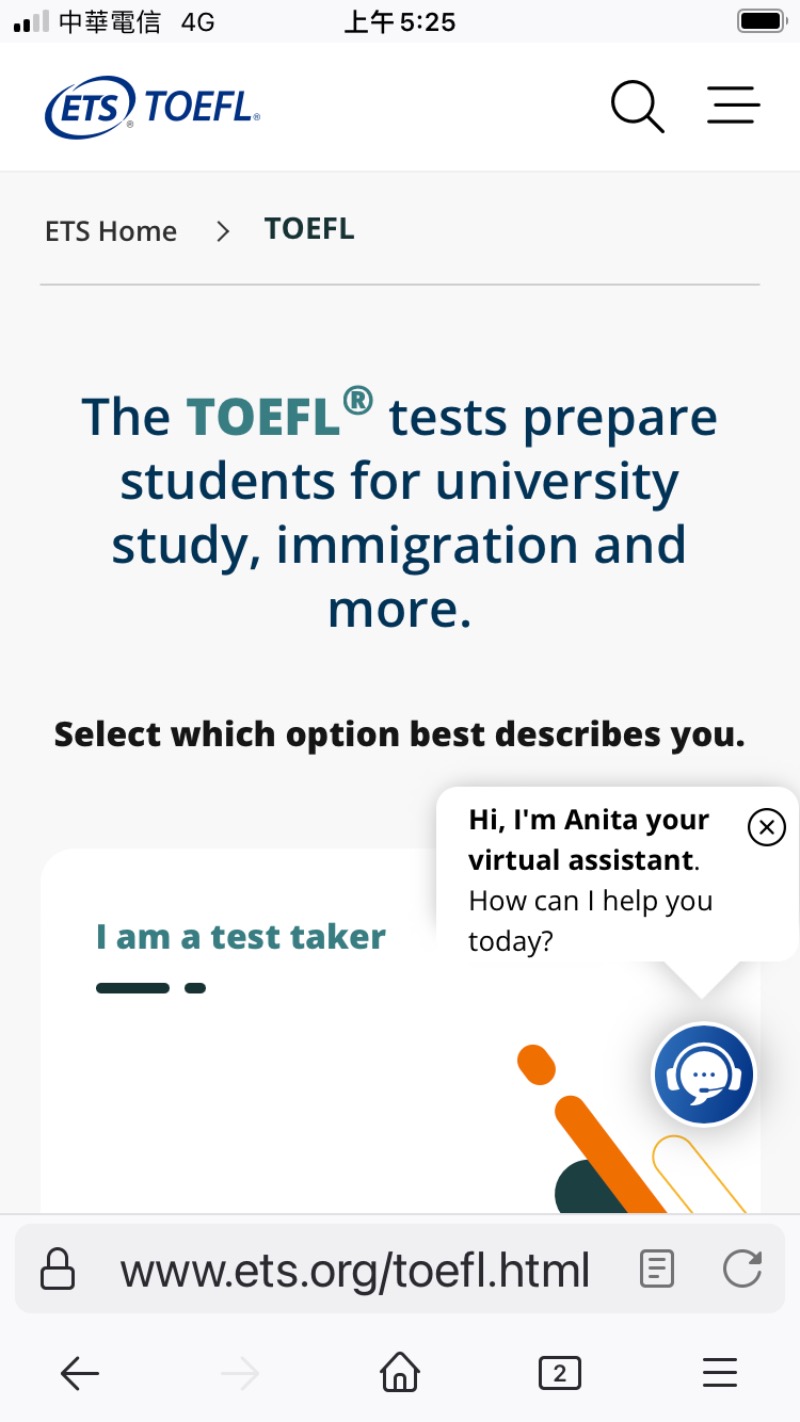 中華電信 4G 上午5:25
ETS® TOEFL®
ETS Home > TOEFL
The TOEFL® tests prepare
students for university
study, immigration and
more.
Select which option best describes you.
Hi, I'm Anita your
virtual assistant.
How can I help you
today?
I am a test taker
www.ets.org/toefl.html
2